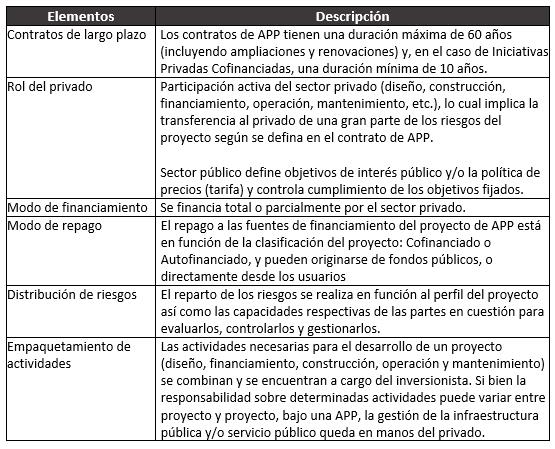 Elementos Descripción
Contratos de largo plazo Los contratos de APP tienen una duración máxima de 60 años
(incluyendo ampliaciones y renovaciones) y, en el caso de Iniciativas
Privadas Cofinanciadas, una duración mínima de 10 años.
Rol del privado Participación activa del sector privado (diseño, construcción,
financiamiento, operación, mantenimiento, etc.), lo cual implica la
transferencia al privado de una gran parte de los riesgos del
proyecto según se defina en el contrato de APP.
Sector público define objetivos de interés público y/o la política de
precios (tarifa) y controla cumplimiento de los objetivos fijados.
Modo de financiamiento Se financia total o parcialmente por el sector privado.
Modo de repago El repago a las fuentes de financiamiento del proyecto de APP está
en función de la clasificación del proyecto: Cofinanciado o
Autofinanciado, y pueden originarse de fondos públicos, o
directamente desde los usuarios
Distribución de riesgos El reparto de los riesgos se realiza en función al perfil del proyecto
así como las capacidades respectivas de las partes en cuestión para
evaluarlos, controlarlos y gestionarlos.
Empaquetamiento de Las actividades necesarias para el desarrollo de un proyecto
actividades (diseño, financiamiento, construcción, operación y mantenimiento)
se combinan y se encuentran a cargo del inversionista. Si bien la
responsabilidad sobre determinadas actividades puede variar entre
proyecto y proyecto, bajo una APP, la gestión de la infraestructura
pública y/o servicio público queda en manos del privado.